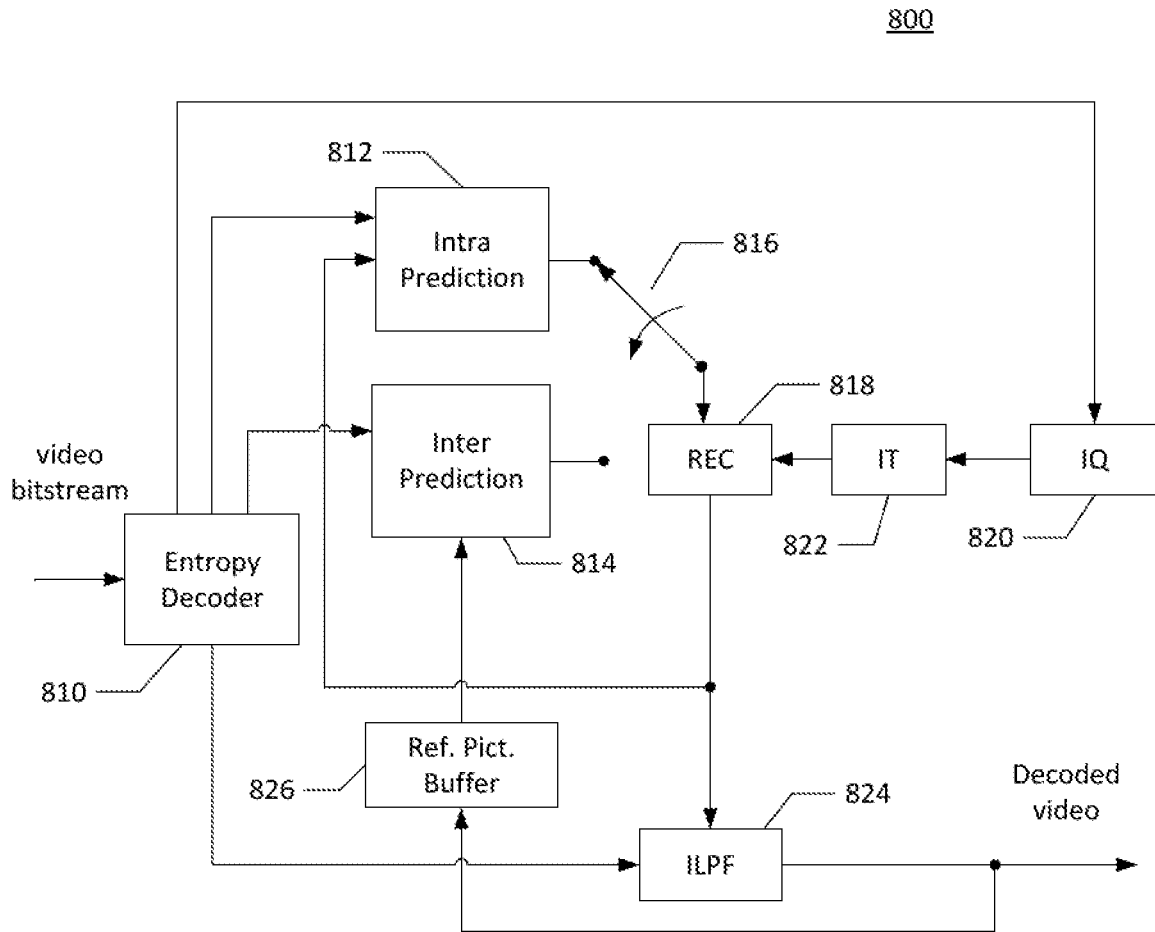 800
812
Intra
Prediction
816
818
Inter
Prediction
REC
IT
IQ
video
bitstream
814
822
820
Entropy
Decoder
810
Ref. Pict.
Buffer
826
824
Decoded
video
ILPF